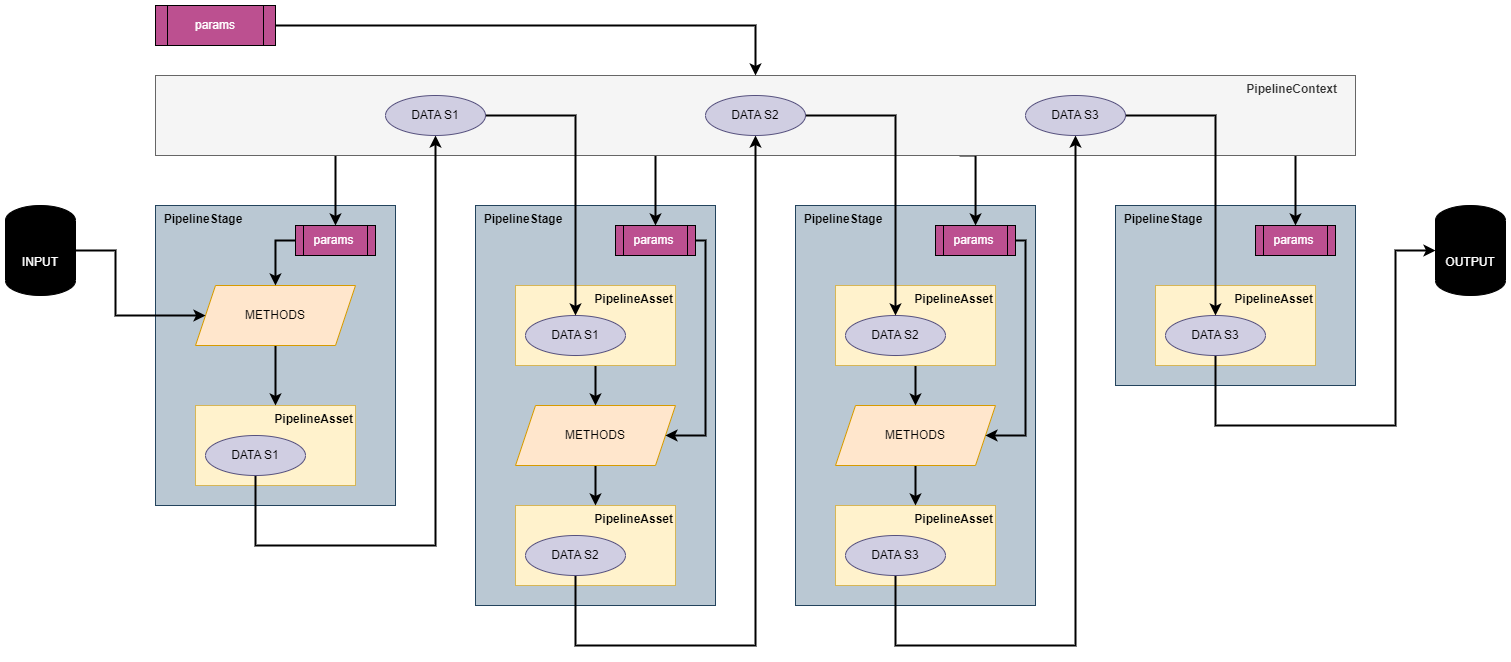 params
PipelineContext
DATA S1
DATA S2
DATA S3
INPUT
PipelineStage
params
METHODS
PipelineAsset
DATA S1
PipelineStage
params
PipelineAsset
DATA S1
METHODS
PipelineAsset
DATA S2
PipelineStage
params
PipelineAsset
DATA S2
METHODS
PipelineAsset
DATA S3
PipelineStage
params
PipelineAsset
DATA S3
OUTPUT